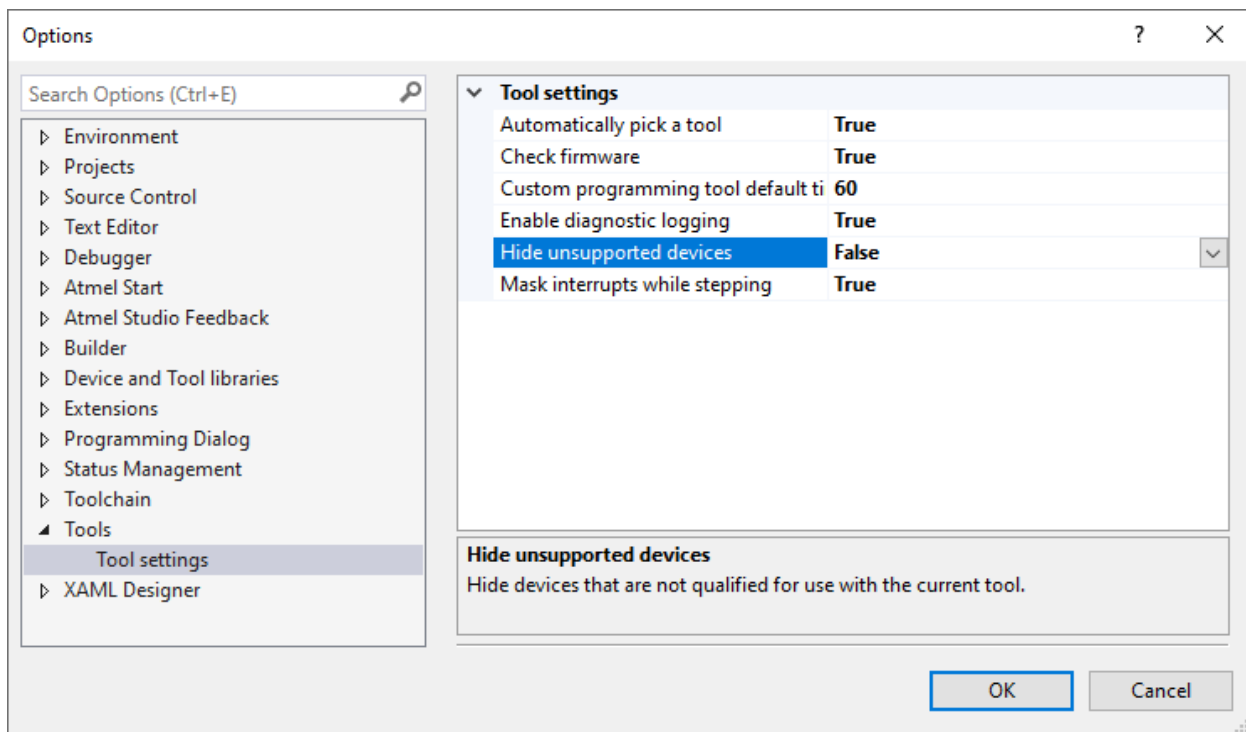 Options
?
Search Options (Ctrl+E)
Environment
Projects
Source Control
Text Editor
Debugger
Atmel Start
Atmel Studio Feedback
Builder
Device and Tool libraries
Extensions
Programming Dialog
Status Management
Toolchain
Tools
Tool settings
XAML Designer
Tool settings
Automatically pick a tool True
Check firmware True
Custom programming tool default ti 60
Enable diagnostic logging True
Hide unsupported devices False
Mask interrupts while stepping True
Hide unsupported devices
Hide devices that are not qualified for use with the current tool.
OK Cancel